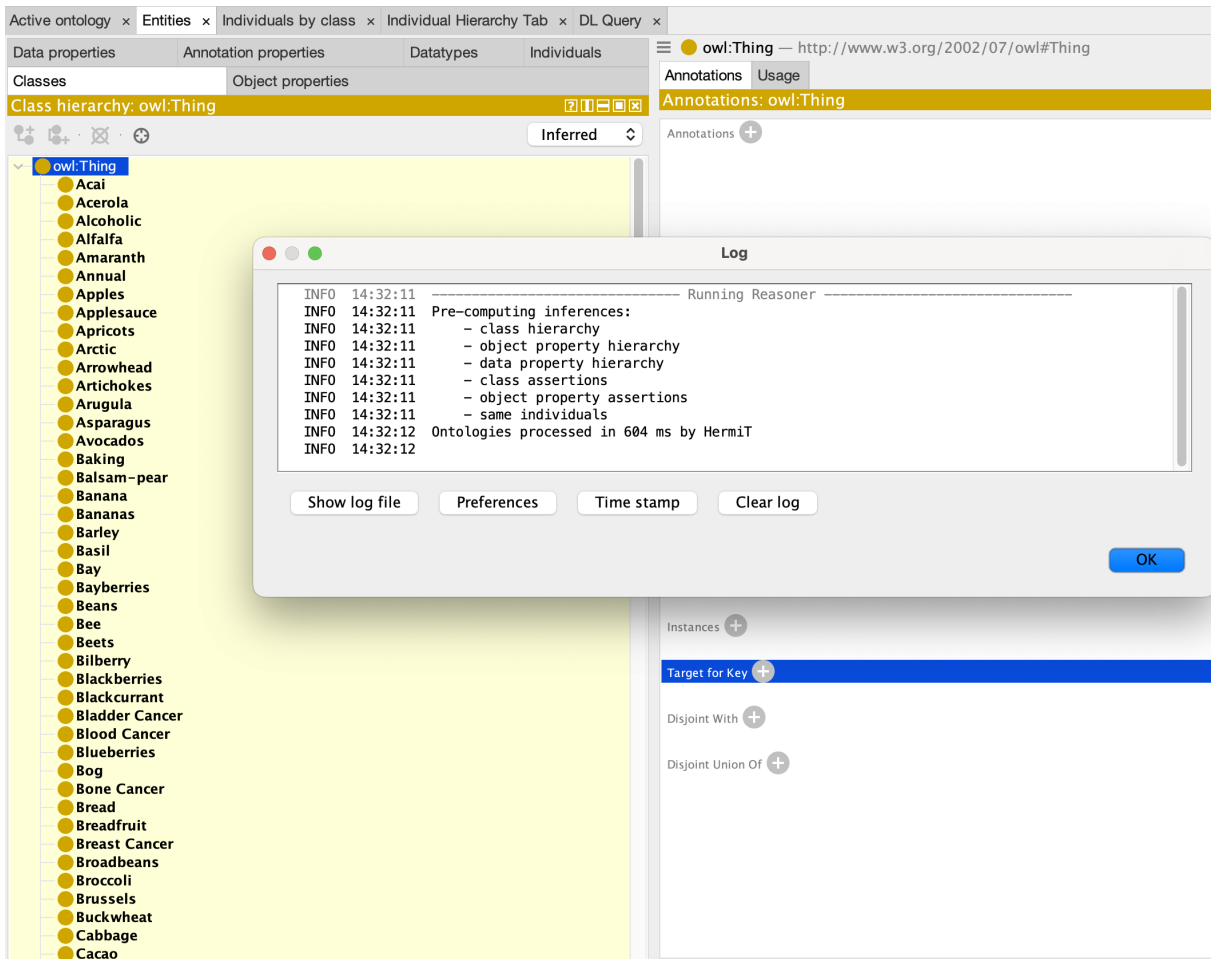 Active ontology × Entities × Individuals by class × Individual Hierarchy Tab × DL Query ×
Data properties Annotation properties Datatypes Individuals
Classes Object properties
Class hierarchy: owl:Thing
Inferred
owl:Thing
Acai
Acerola
Alcoholic
Alfalfa
Amaranth
Annual
Apples
Applesauce
Apricots
Arctic
Arrowhead
Artichokes
Arugula
Asparagus
Avocados
Baking
Balsam-pear
Banana
Bananas
Barley
Basil
Bay
Bayberries
Beans
Bee
Beets
Bilberry
Blackberries
Blackcurrant
Bladder Cancer
Blood Cancer
Blueberries
Bog
Bone Cancer
Bread
Breadfruit
Breast Cancer
Broadbeans
Broccoli
Brussels
Buckwheat
Cabbage
Cacao
owl:Thing — http://www.w3.org/2002/07/owl#Thing
Annotations Usage
Annotations: owl:Thing
Annotations
Log
INFO 14:32:11 ------------------------------- Running Reasoner -------------------------------
INFO 14:32:11 Pre-computing inferences:
INFO 14:32:11 - class hierarchy
INFO 14:32:11 - object property hierarchy
INFO 14:32:11 - data property hierarchy
INFO 14:32:11 - class assertions
INFO 14:32:11 - object property assertions
INFO 14:32:11 - same individuals
INFO 14:32:12 Ontologies processed in 604 ms by HermiT
INFO 14:32:12
Show log file Preferences Time stamp Clear log
OK
Instances
Target for Key
Disjoint With
Disjoint Union Of